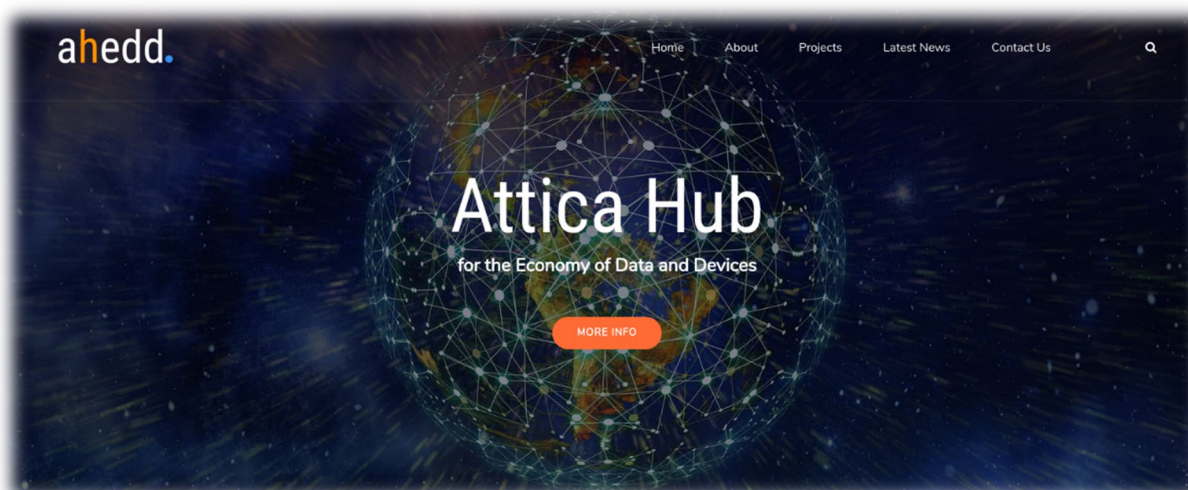 ahedd.
Home About Projects Latest News Contact Us
Attica Hub
for the Economy of Data and Devices
MORE INFO